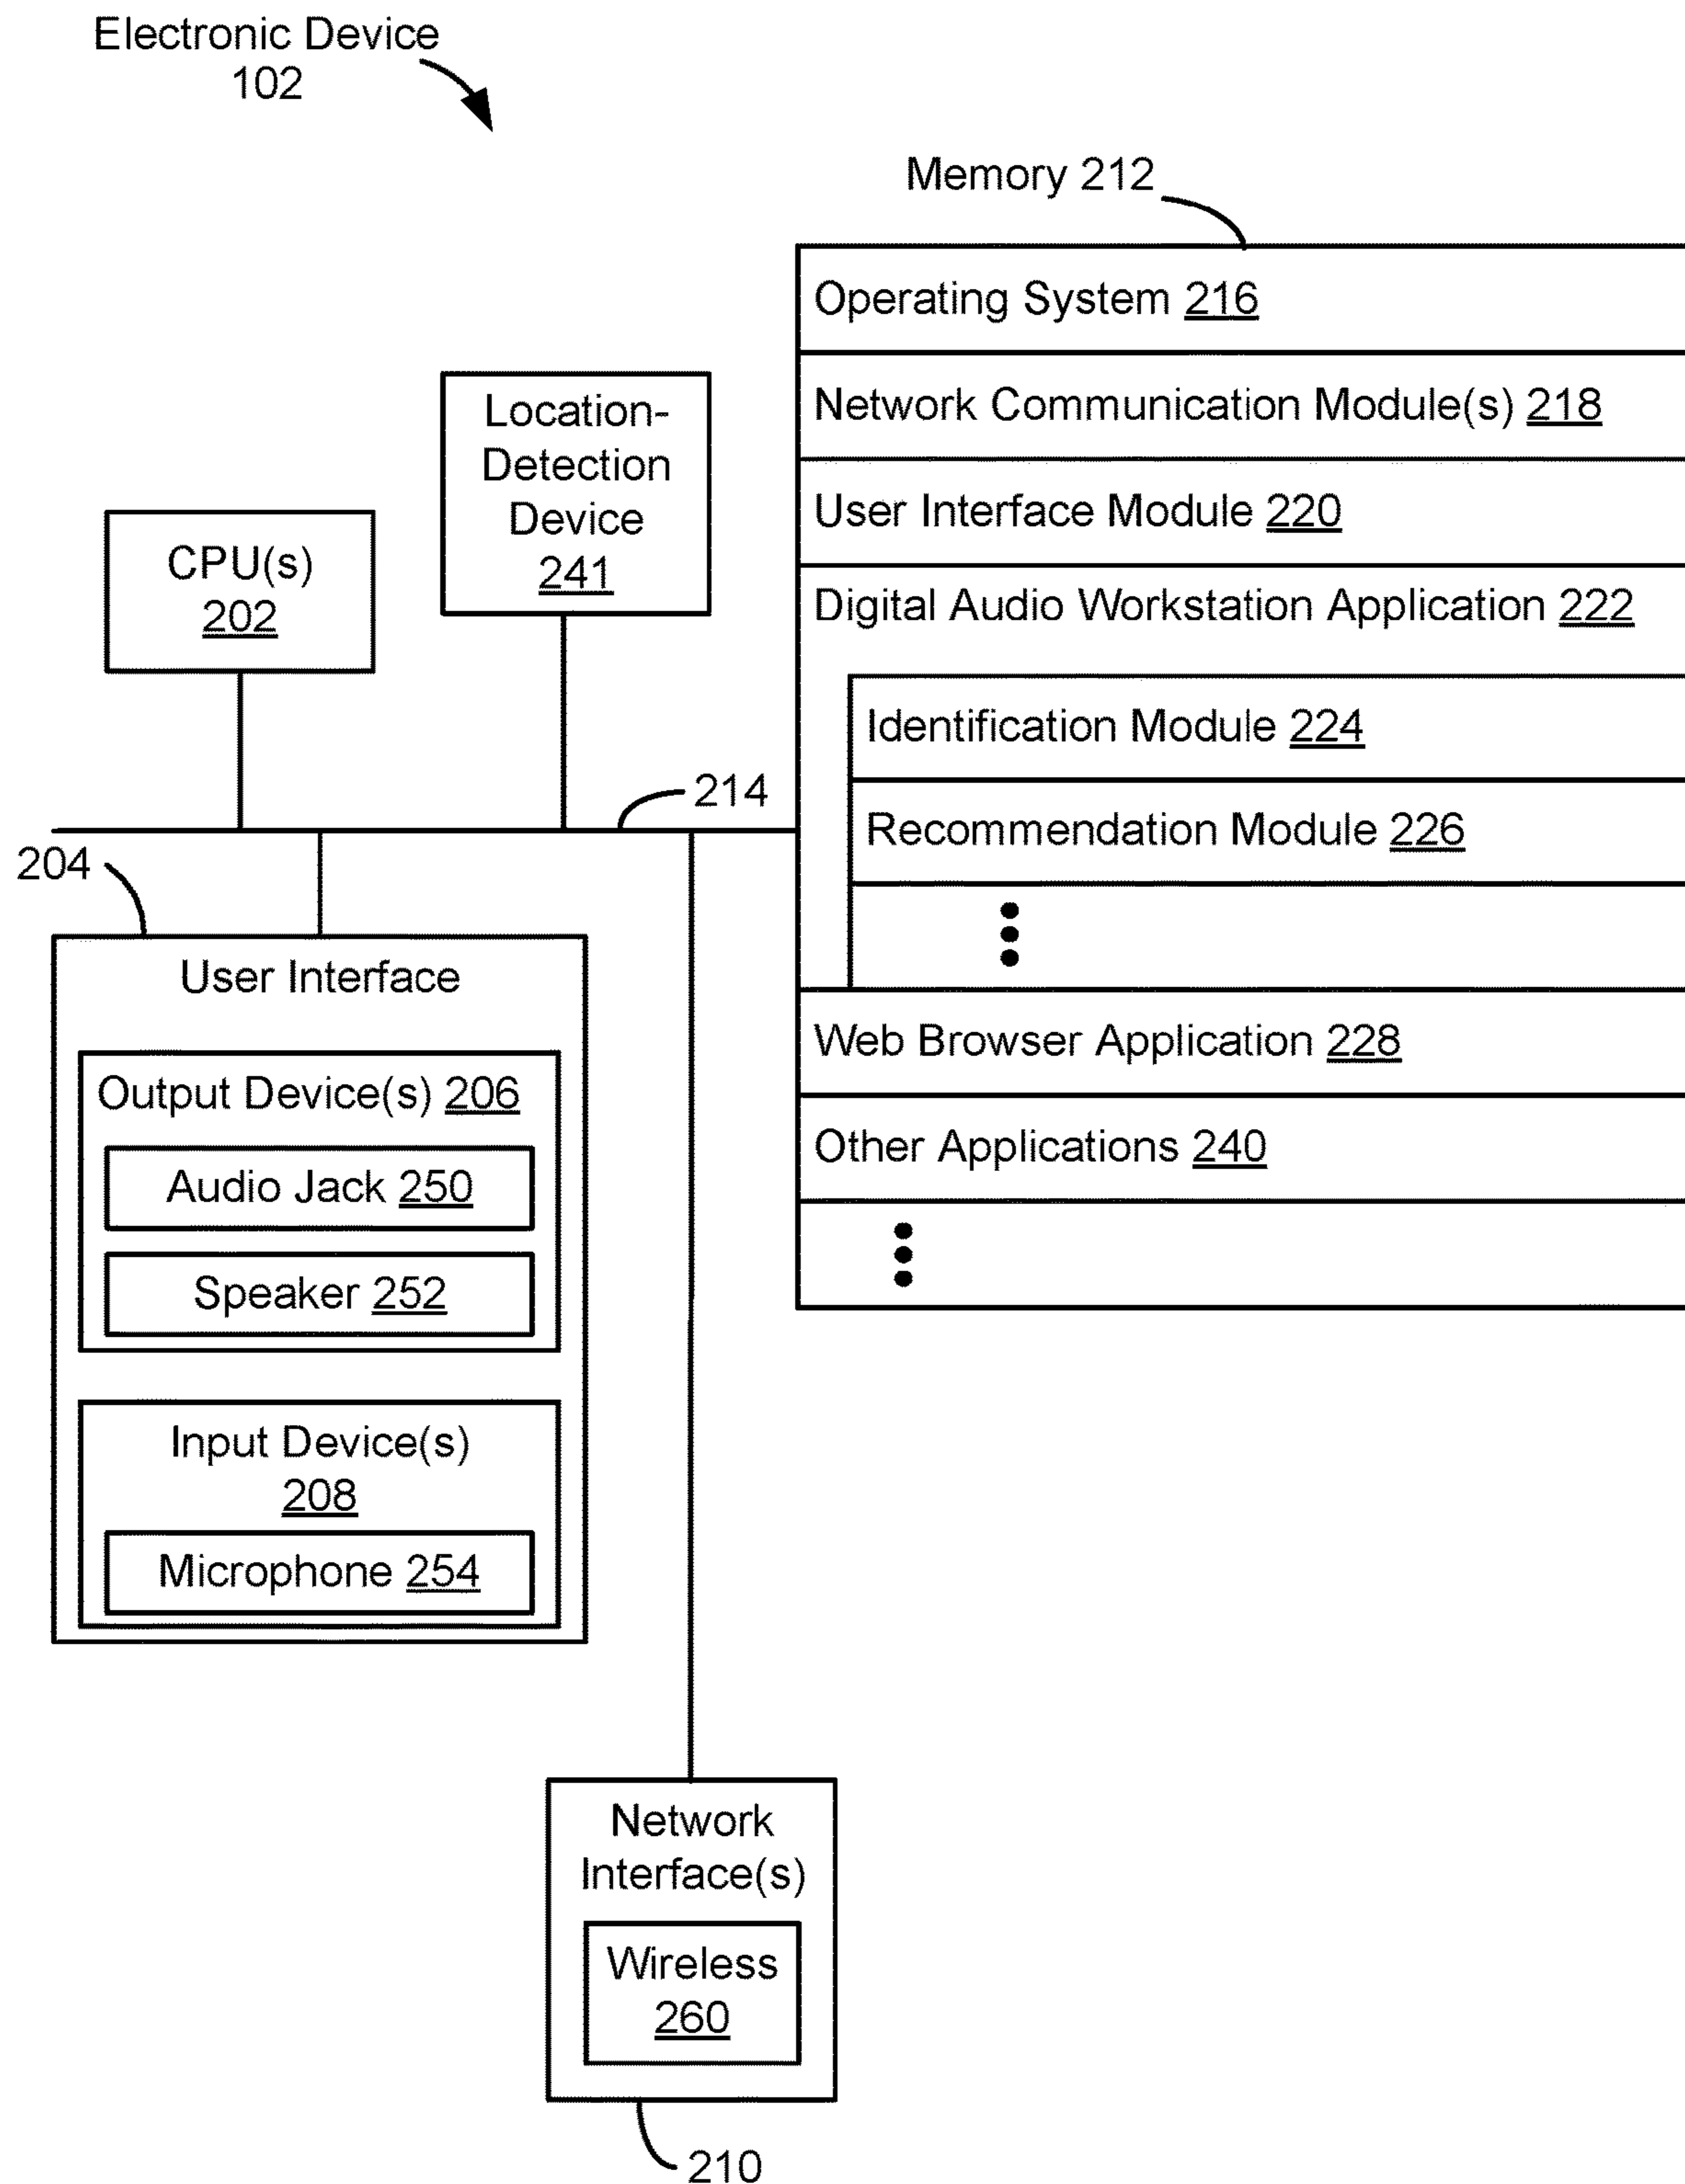 Electronic Device
102
Memory 212
Operating System 216
Network Communication Module(s) 218
User Interface Module 220
Digital Audio Workstation Application 222
Identification Module 224
Recommendation Module 226
Web Browser Application 228
Other Applications 240
Location-
Detection
Device
241
CPU(s)
202
214
204
User Interface
Output Device(s) 206
Audio Jack 250
Speaker 252
Input Device(s)
208
Microphone 254
Network
Interface(s)
Wireless
260
210